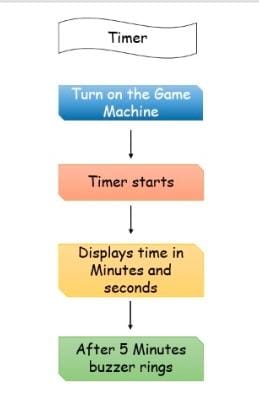 Timer
Turn on the Game
Machine
Timer starts
Displays time in
Minutes and
seconds
After 5 Minutes
buzzer rings